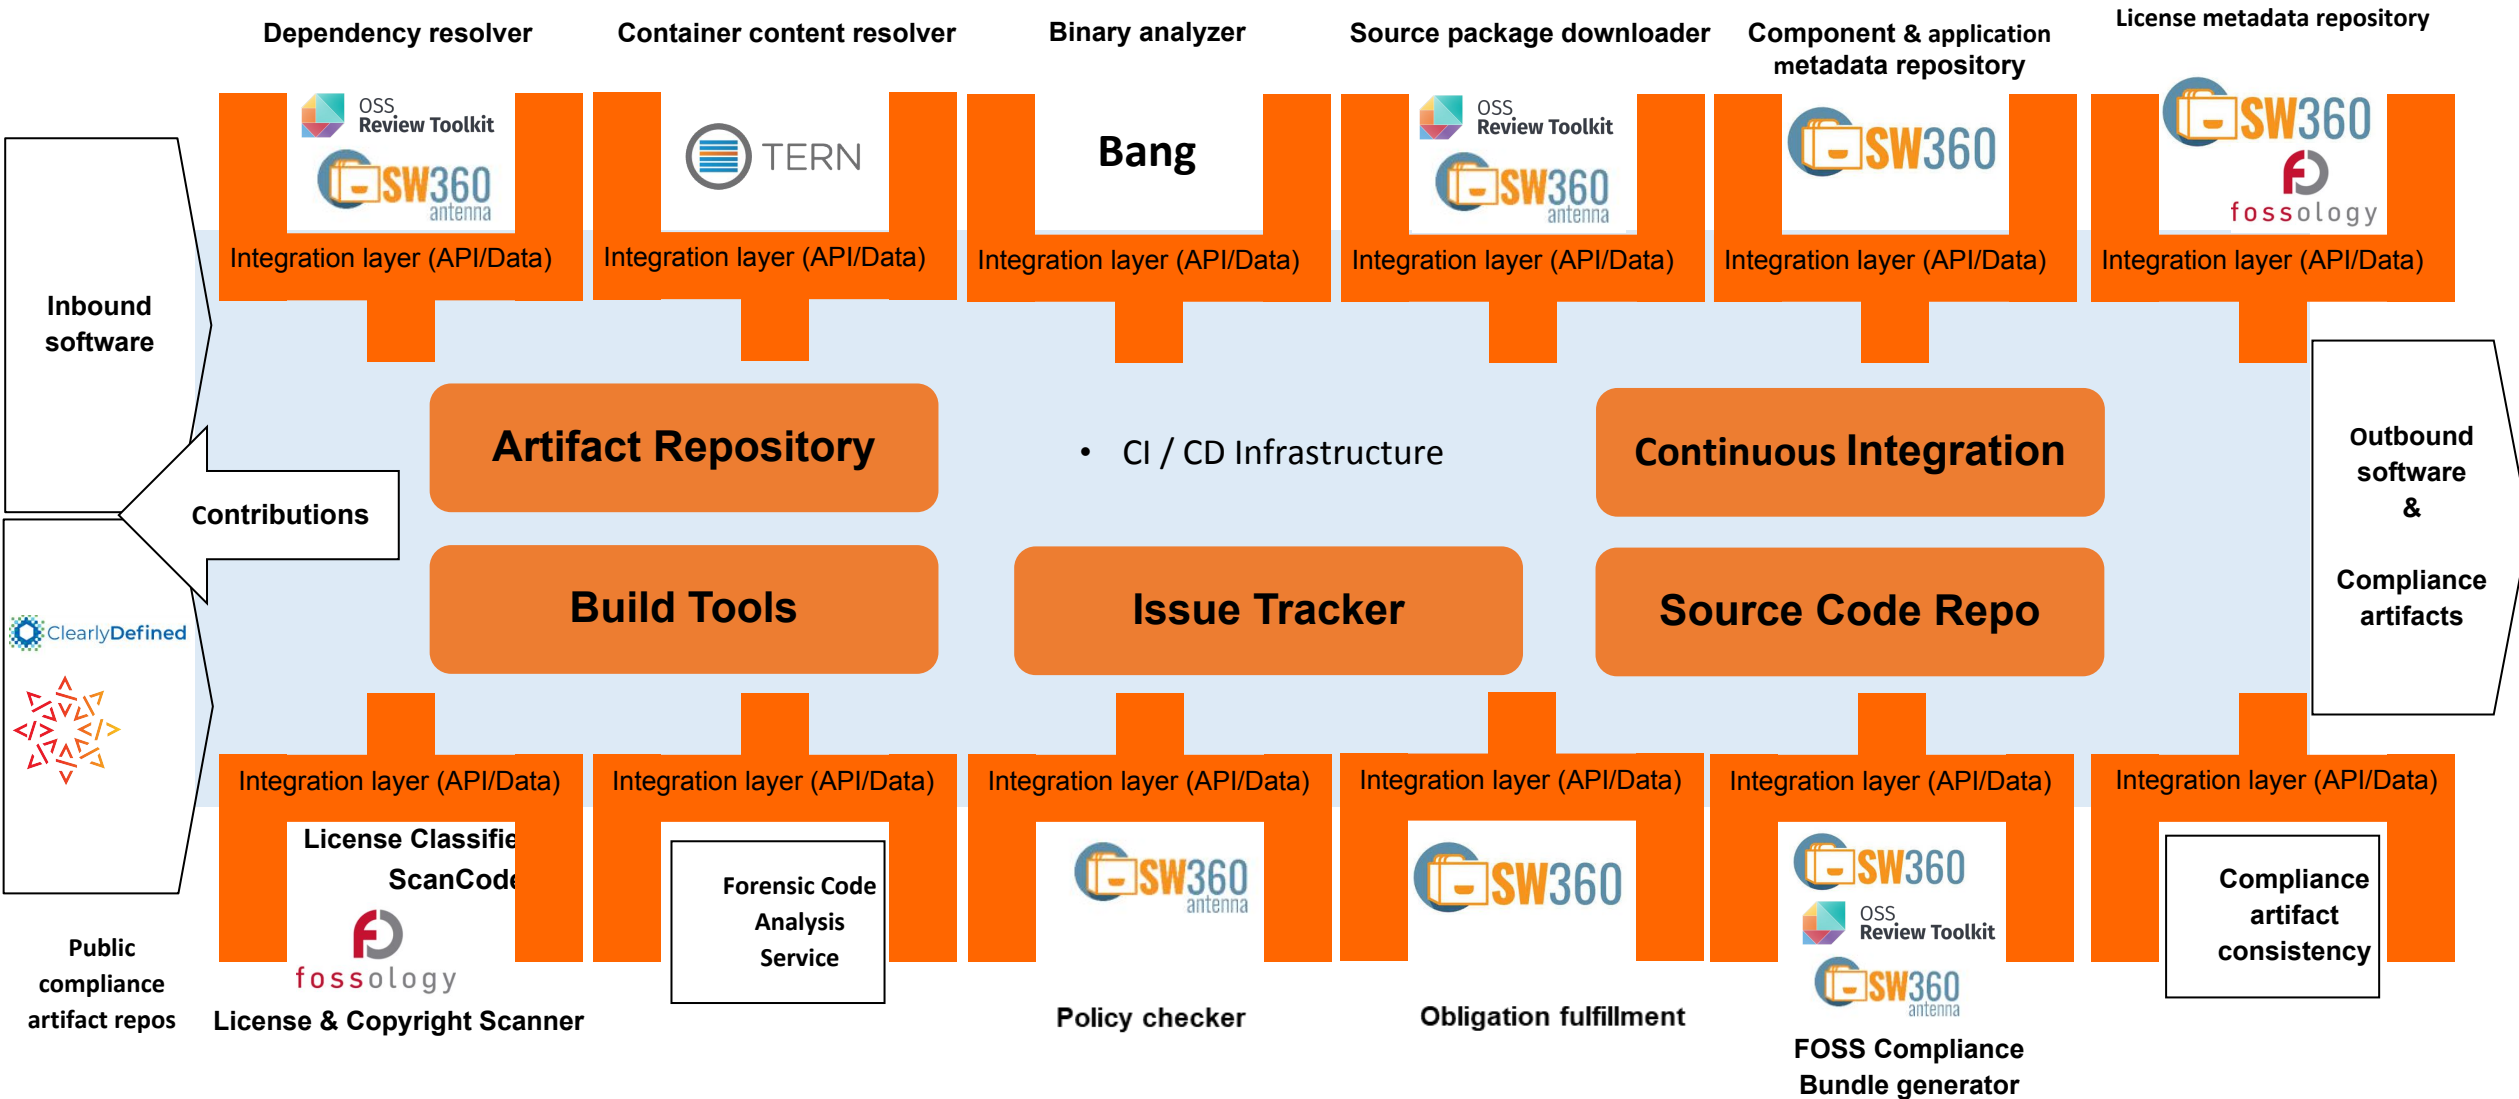 Dependency resolver
Container content resolver
Binary analyzer
Source package downloader
Component & application
metadata repository
License metadata repository
OSS
Review Toolkit
SW360
antenna
TERN
Bang
OSS
Review Toolkit
SW360
antenna
SW360
SW360
fossology
Integration layer (API/Data)
Integration layer (API/Data)
Integration layer (API/Data)
Integration layer (API/Data)
Integration layer (API/Data)
Integration layer (API/Data)
Inbound
software
Contributions
Artifact Repository
• CI / CD Infrastructure
Continuous Integration
Build Tools
Issue Tracker
Source Code Repo
Outbound
software
&
Compliance
artifacts
ClearlyDefined
Public
compliance
artifact repos
Integration layer (API/Data)
Integration layer (API/Data)
Integration layer (API/Data)
Integration layer (API/Data)
Integration layer (API/Data)
Integration layer (API/Data)
License Classifie
ScanCode
fossology
License & Copyright Scanner
Forensic Code
Analysis
Service
SW360
antenna
Policy checker
SW360
Obligation fulfillment
SW360
OSS
Review Toolkit
SW360
antenna
FOSS Compliance
Bundle generator
Compliance
artifact
consistency